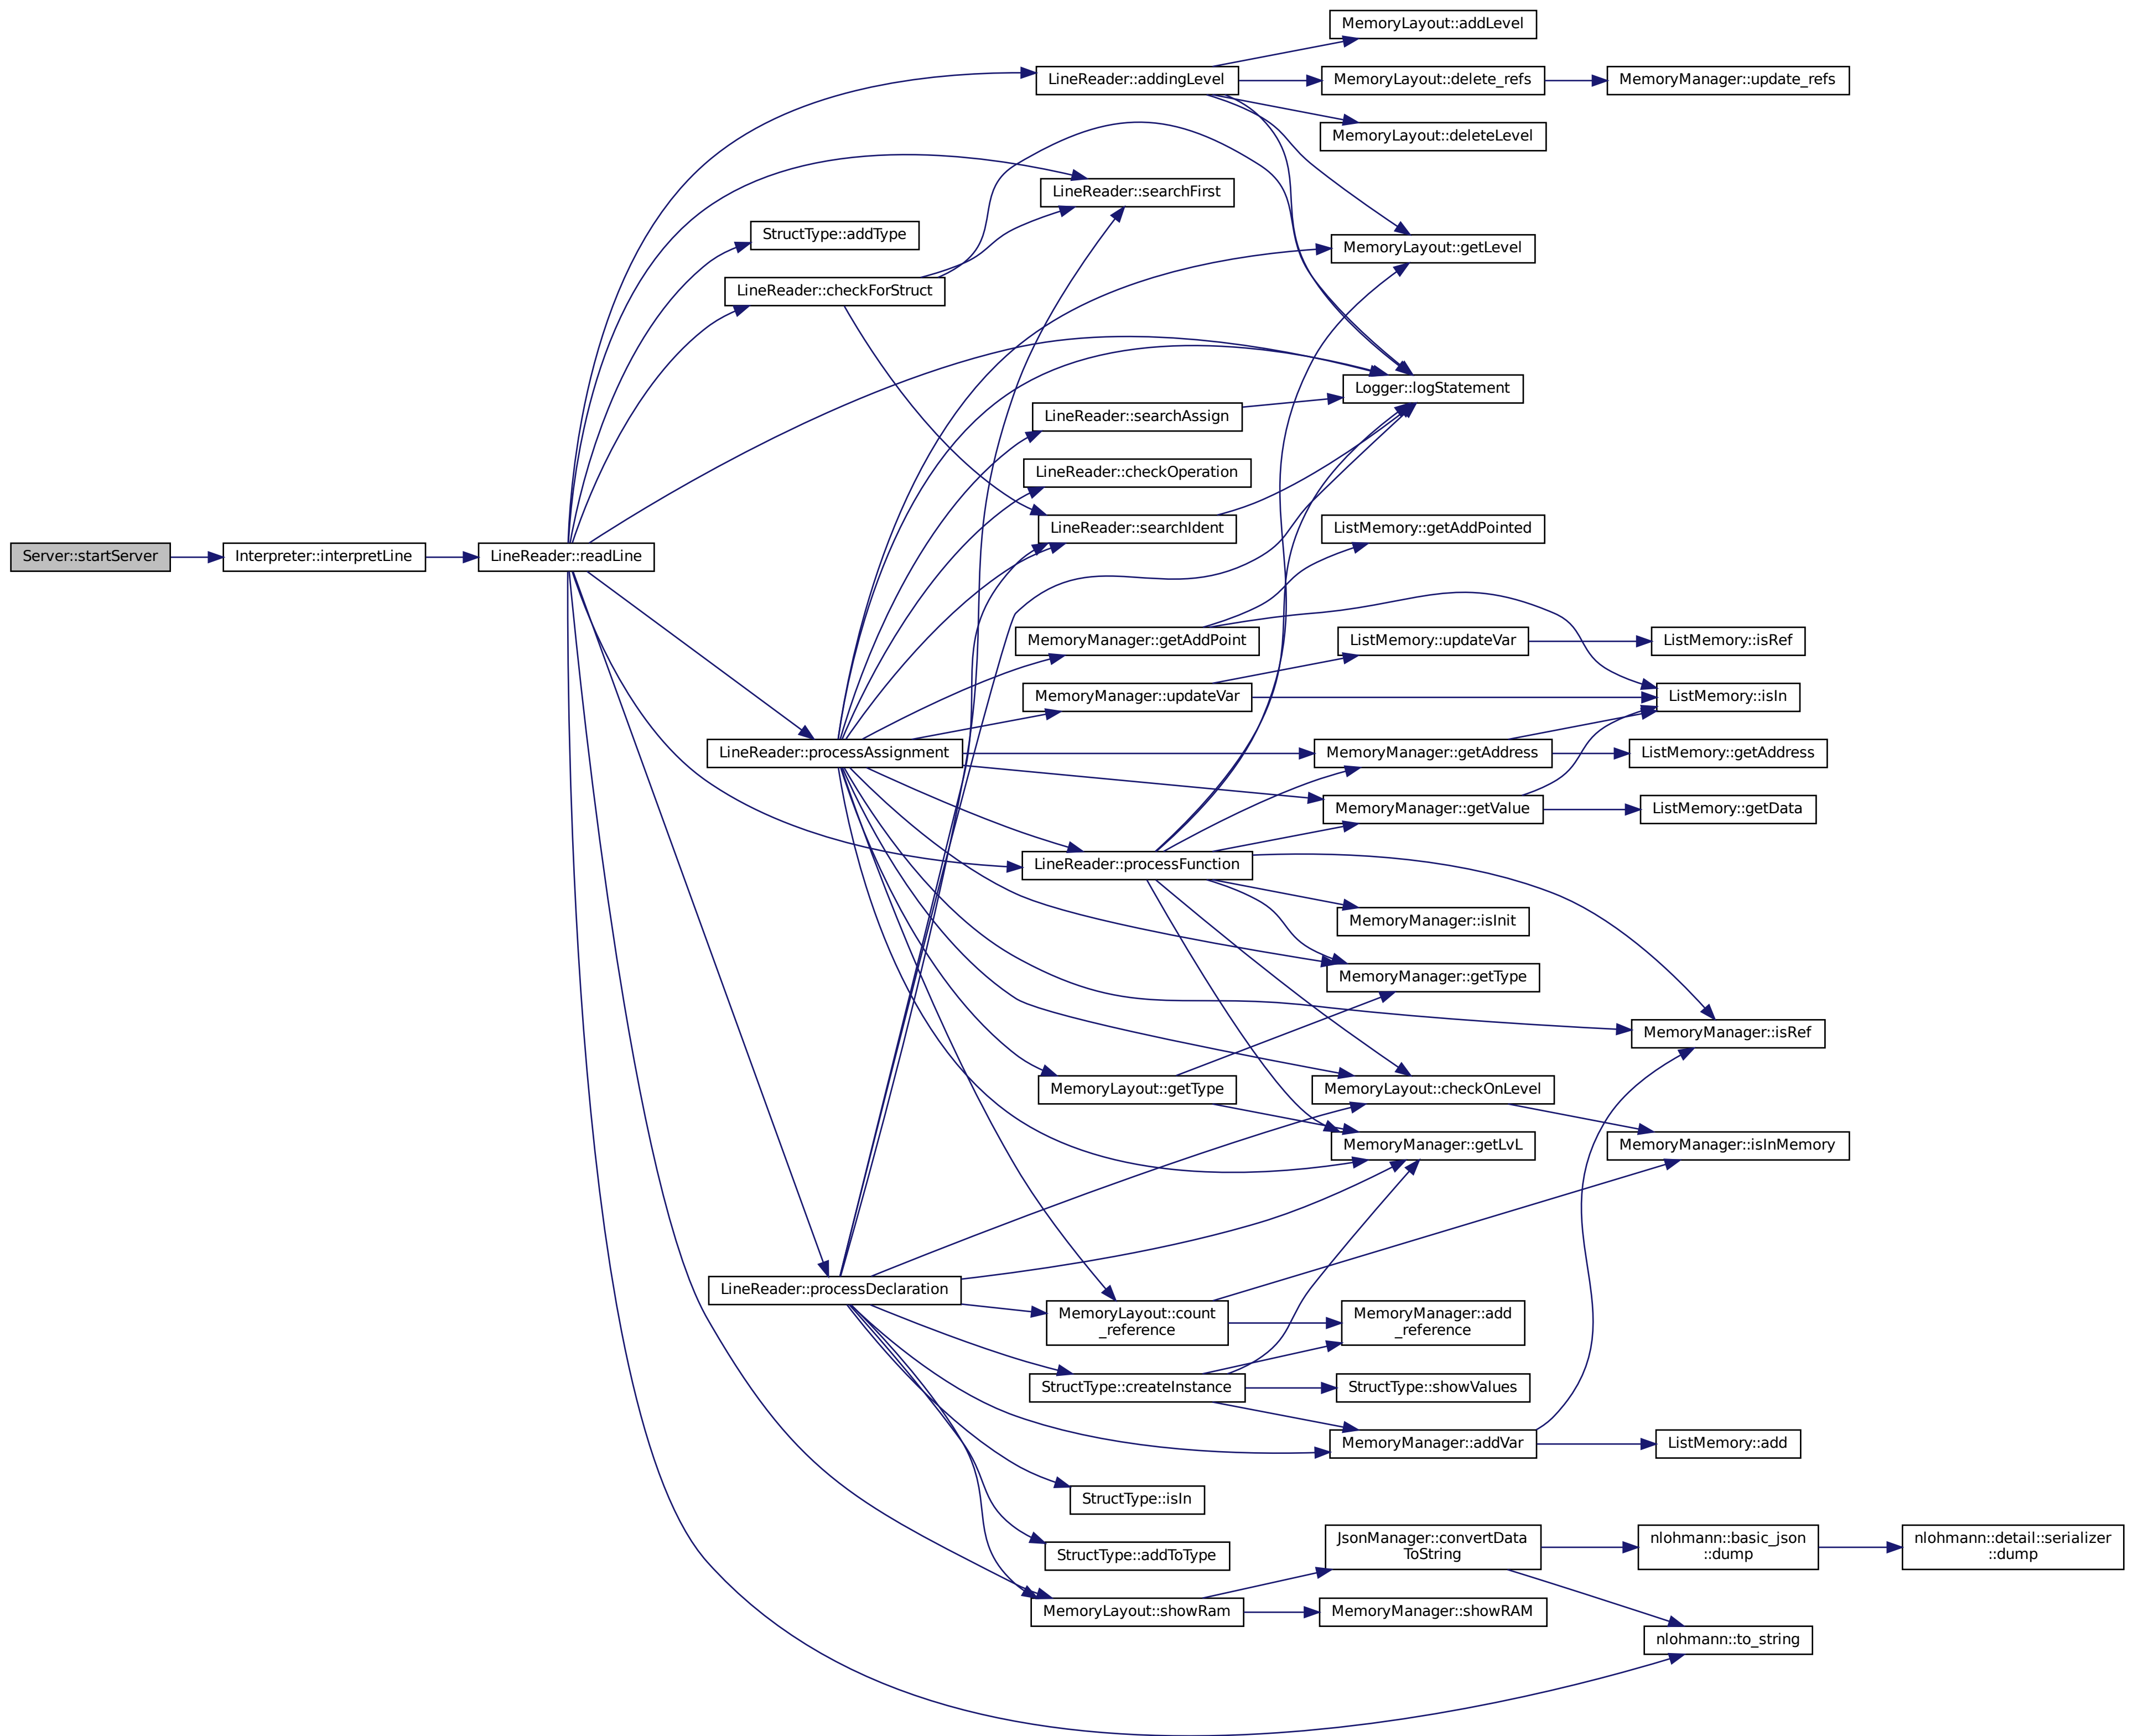 MemoryLayout::addLevel
LineReader::addingLevel
MemoryLayout::delete_refs
MemoryManager::update_refs
MemoryLayout::deleteLevel
LineReader::searchFirst
StructType::addType
MemoryLayout::getLevel
LineReader::checkForStruct
Logger::logStatement
LineReader::searchAssign
LineReader::checkOperation
LineReader::searchIdent
ListMemory::getAddPointed
Server::startServer
Interpreter::interpretLine
LineReader::readLine
MemoryManager::getAddPoint
ListMemory::updateVar
ListMemory::isRef
MemoryManager::updateVar
ListMemory::isIn
LineReader::processAssignment
MemoryManager::getAddress
ListMemory::getAddress
MemoryManager::getValue
ListMemory::getData
LineReader::processFunction
MemoryManager::isInit
MemoryManager::getType
MemoryManager::isRef
MemoryLayout::getType
MemoryLayout::checkOnLevel
MemoryManager::getLvL
MemoryManager::isInMemory
LineReader::processDeclaration
MemoryLayout::count
_reference
MemoryManager::add
_reference
StructType::createInstance
StructType::showValues
MemoryManager::addVar
ListMemory::add
StructType::isIn
StructType::addToType
JsonManager::convertData
ToString
nlohmann::basic_json
::dump
nlohmann::detail::serializer
::dump
MemoryLayout::showRam
MemoryManager::showRAM
nlohmann::to_string